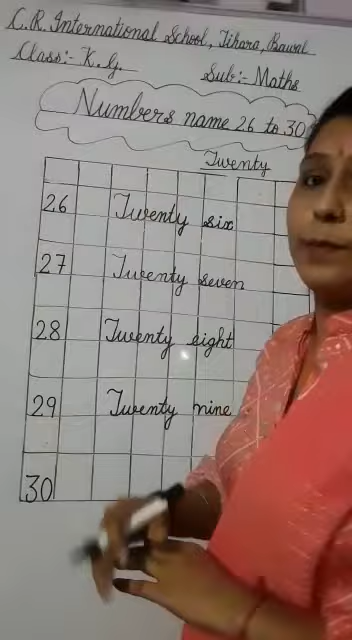 C.R. International School, Jihara, Bawal
Class:- K.G. Sub:- Maths
Numbers name 26 to 30
Twenty
26 Twenty six
27 Twenty seven
28 Twenty eight
29 Twenty nine
30